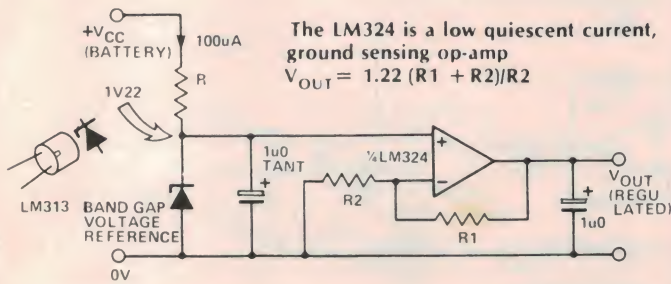 The LM324 is a low quiescent current,
ground sensing op-amp
VOUT = 1.22 (R1 + R2)/R2
+VCC
(BATTERY)
100uA
R
1V22
1u0
TANT
+
LM313
BAND GAP
VOLTAGE
REFERENCE
0V
¼LM324
+
−
R2
R1
+
1u0
VOUT
(REGU
LATED)